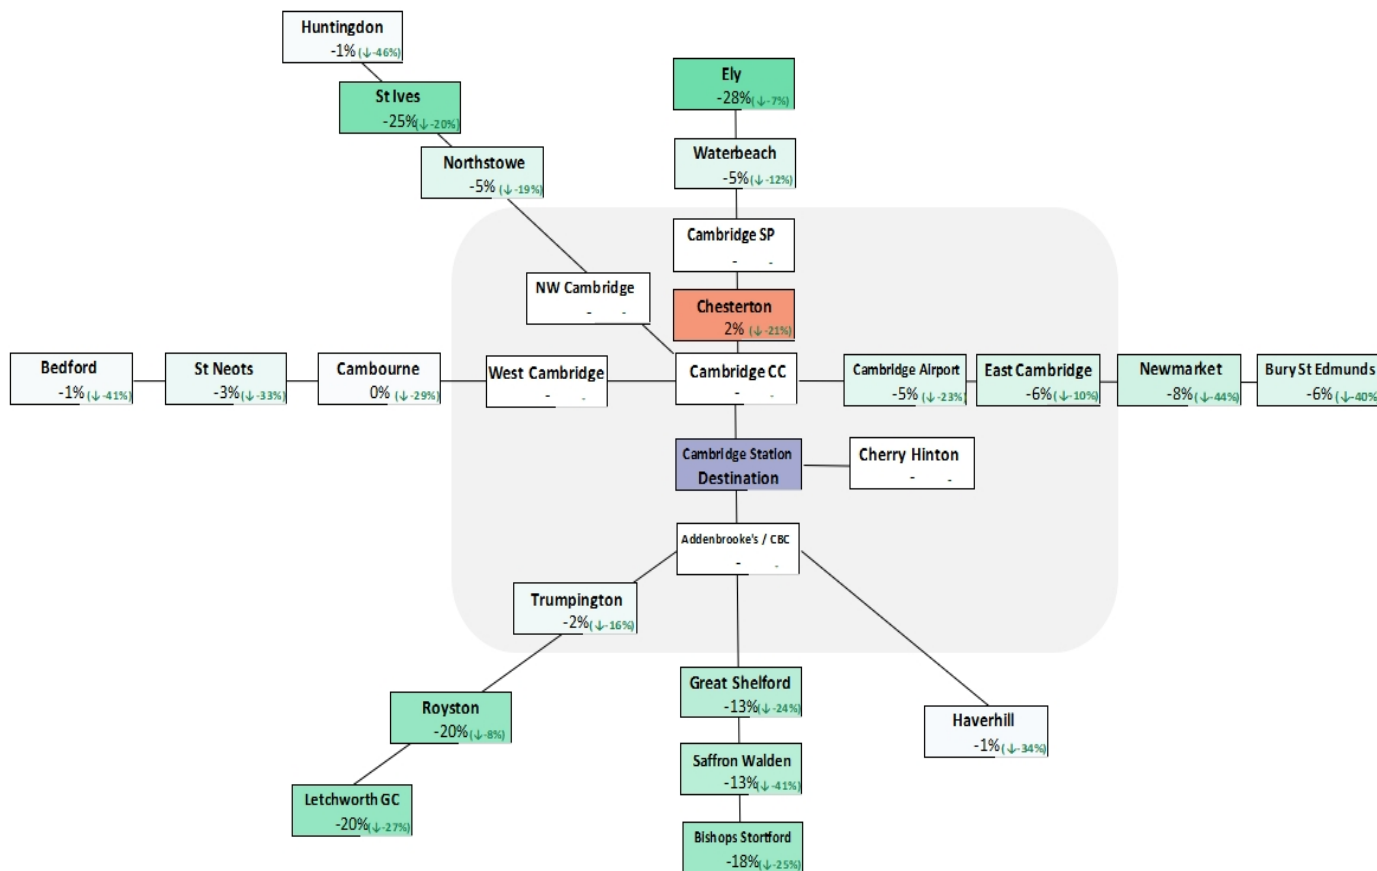 Huntingdon
-1% (↓-46%)
St Ives
-25% (↓-20%)
Northstowe
-5% (↓-19%)
Ely
-28% (↓-7%)
Waterbeach
-5% (↓-12%)
Cambridge SP
- -
NW Cambridge
- -
Chesterton
2% (↓-21%)
Bedford
-1% (↓-41%)
St Neots
-3% (↓-33%)
Cambourne
0% (↓-29%)
West Cambridge
- -
Cambridge CC
- -
Cambridge Airport
-5% (↓-23%)
East Cambridge
-6% (↓-10%)
Newmarket
-8% (↓-44%)
Bury St Edmunds
-6% (↓-40%
Cambridge Station
Destination
Cherry Hinton
- -
Addenbrooke's / CBC
- -
Trumpington
-2% (↓-16%)
Royston
-20% (↓-8%)
Letchworth GC
-20% (↓-27%)
Great Shelford
-13% (↓-24%)
Saffron Walden
-13% (↓-41%)
Bishops Stortford
-18% (↓-25%)
Haverhill
-1% (↓-34%)